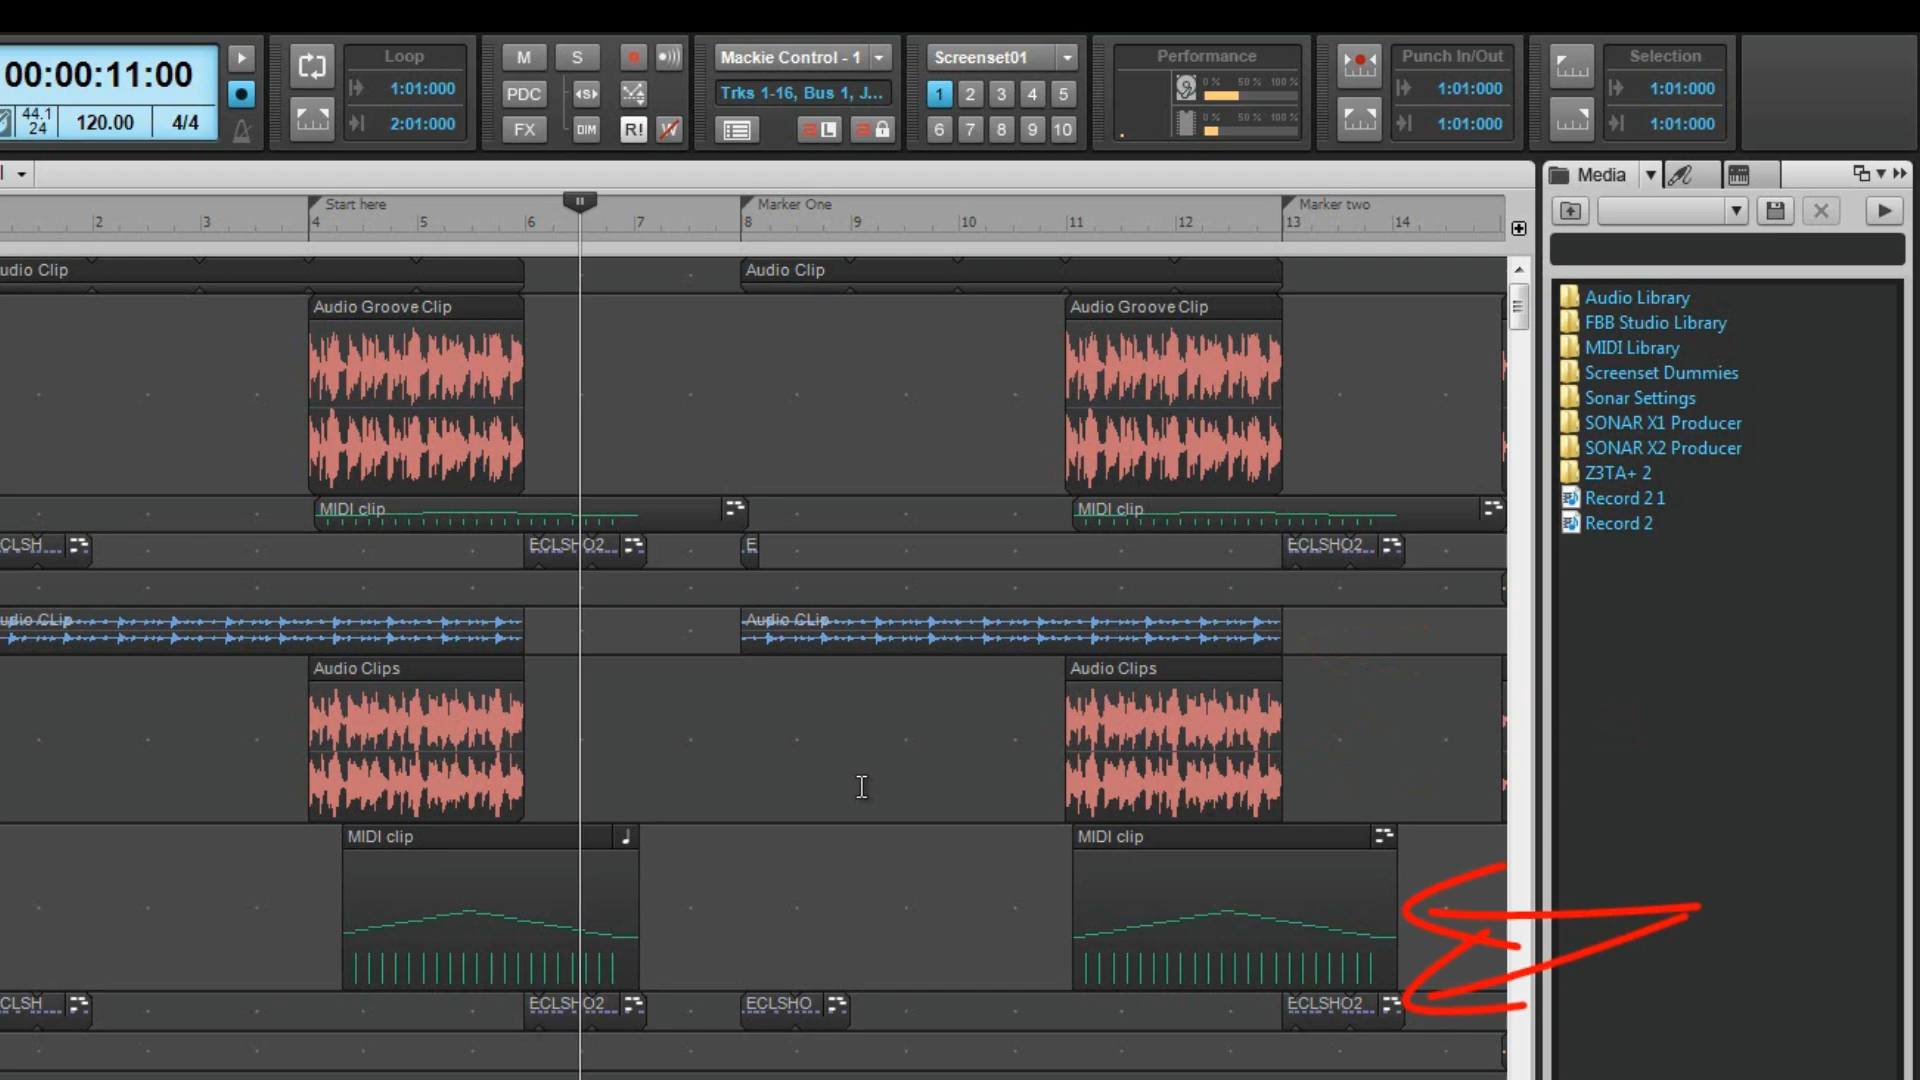 Loop
M S
Mackie Control - 1
Screenset01
Performance
Punch In/Out
Selection
00:00:11:00
1:01:000
PDC
Trks 1-16, Bus 1, J...
1 2 3 4 5
0 % 50 % 100 %
1:01:000
1:01:000
44.1
24
120.00
4/4
2:01:000
FX
DIM
R!
6 7 8 9 10
0 % 50 % 100 %
1:01:000
1:01:000
Media
Start here
Marker One
Marker two
2 3 4 5 6 7 8 9 10 11 12 13 14
udio Clip
Audio Clip
Audio Groove Clip
Audio Groove Clip
MIDI clip
MIDI clip
CLSH....
ECLSHO2...
E
ECLSHO2...
udio CLip
Audio CLip
Audio Clips
Audio Clips
MIDI clip
MIDI clip
CLSH....
ECLSHO2...
ECLSHO
ECLSHO2...
Audio Library
FBB Studio Library
MIDI Library
Screenset Dummies
Sonar Settings
SONAR X1 Producer
SONAR X2 Producer
Z3TA+ 2
Record 2 1
Record 2